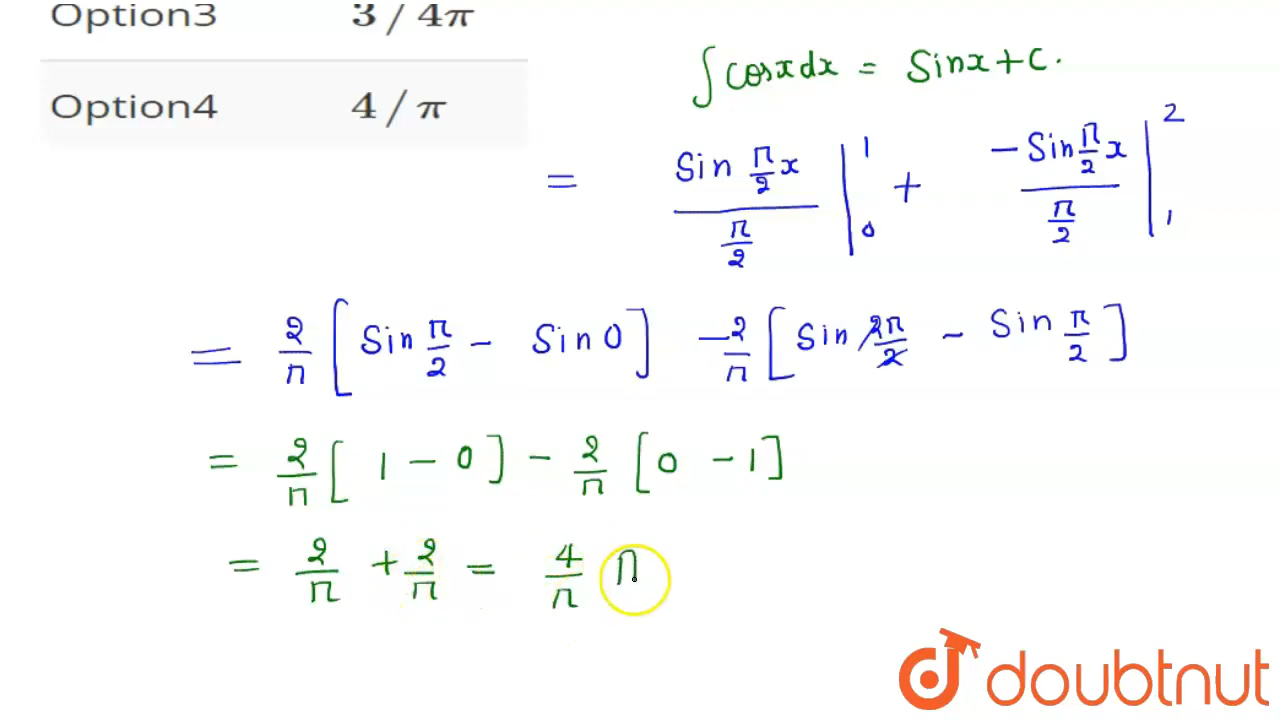 Option3 3 / 4π
Option4 4 / π
∫ cosx dx = Sinx + C.
= Sin π/2 x / π/2 |₀¹ + -Sin π/2 x / π/2 |₁²
= 2/π [Sin π/2 - Sin 0] - 2/π [Sin 2π/2 - Sin π/2]
= 2/π [1 - 0] - 2/π [0 - 1]
= 2/π + 2/π = 4/π
doubtnut